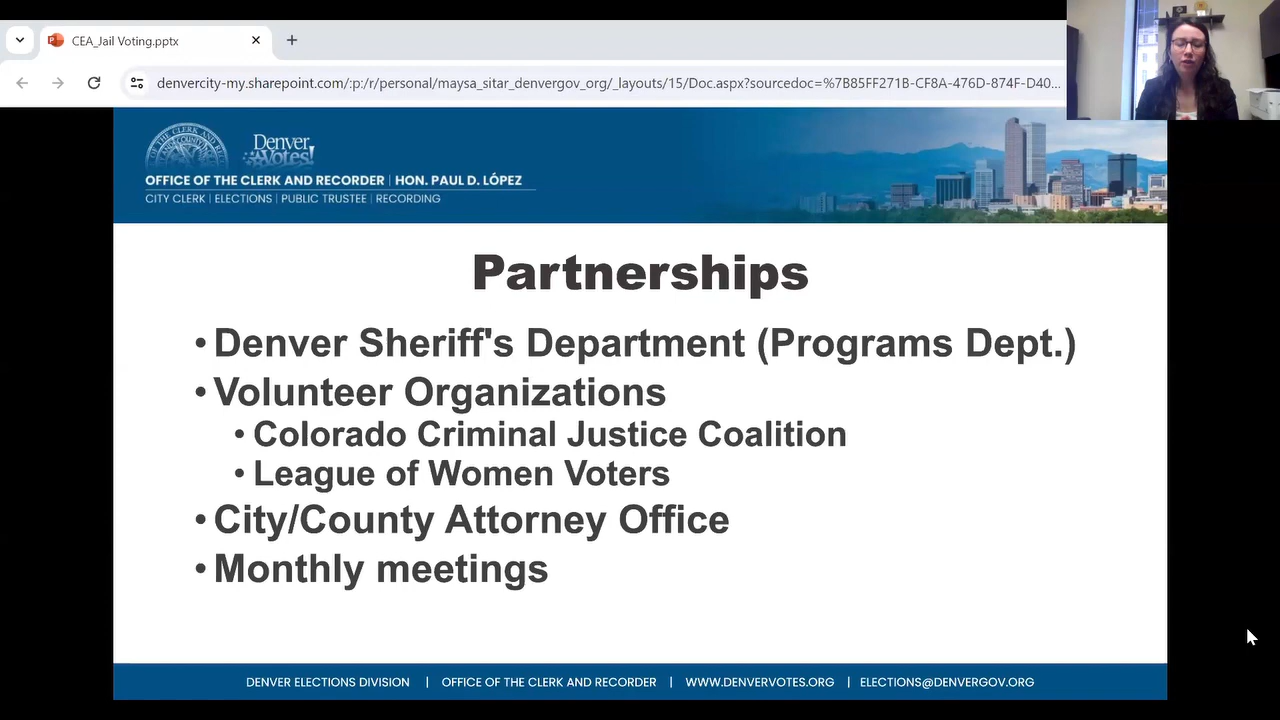 CEA_Jail Voting.pptx
denvercity-my.sharepoint.com/:p:/r/personal/maysa_sitar_denvergov_org/_layouts/15/Doc.aspx?sourcedoc=%7B85FF271B-CF8A-476D-874F-D40...
Denver
Votes!
OFFICE OF THE CLERK AND RECORDER | HON. PAUL D. LÓPEZ
CITY CLERK | ELECTIONS | PUBLIC TRUSTEE | RECORDING
Partnerships
• Denver Sheriff's Department (Programs Dept.)
• Volunteer Organizations
• Colorado Criminal Justice Coalition
• League of Women Voters
• City/County Attorney Office
• Monthly meetings
DENVER ELECTIONS DIVISION | OFFICE OF THE CLERK AND RECORDER | WWW.DENVERVOTES.ORG | ELECTIONS@DENVERGOV.ORG